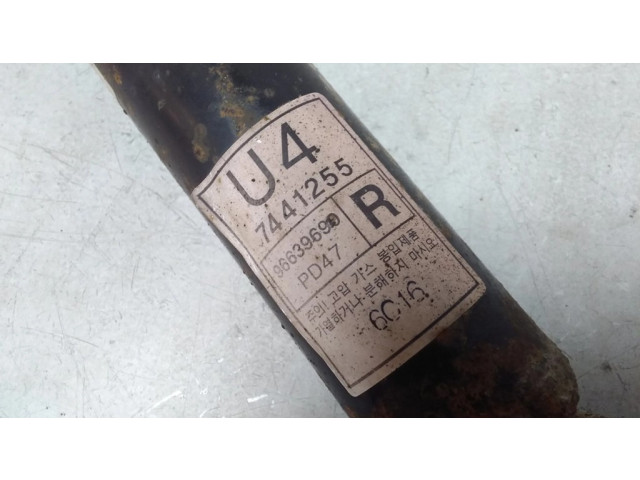 U4
7441255
R
PD47
주의! 고압 가스 봉입제품
가열하거나 분해하지 마시오
6C16